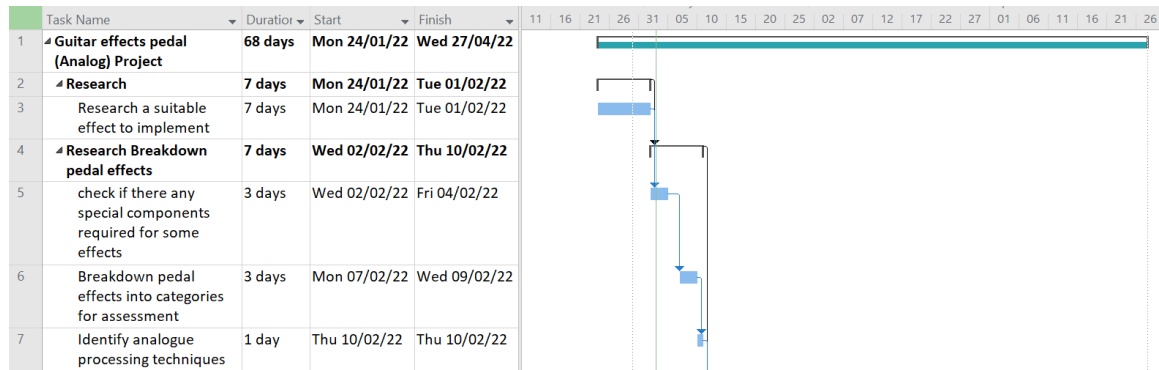 Task Name Duration Start Finish 11 16 21 26 31 05 10 15 20 25 02 07 12 17 22 27 01 06 11 16 21 26
1 Guitar effects pedal 68 days Mon 24/01/22 Wed 27/04/22
(Analog) Project
2 Research 7 days Mon 24/01/22 Tue 01/02/22
3 Research a suitable 7 days Mon 24/01/22 Tue 01/02/22
effect to implement
4 Research Breakdown 7 days Wed 02/02/22 Thu 10/02/22
pedal effects
5 check if there any 3 days Wed 02/02/22 Fri 04/02/22
special components
required for some
effects
6 Breakdown pedal 3 days Mon 07/02/22 Wed 09/02/22
effects into categories
for assessment
7 Identify analogue 1 day Thu 10/02/22 Thu 10/02/22
processing techniques